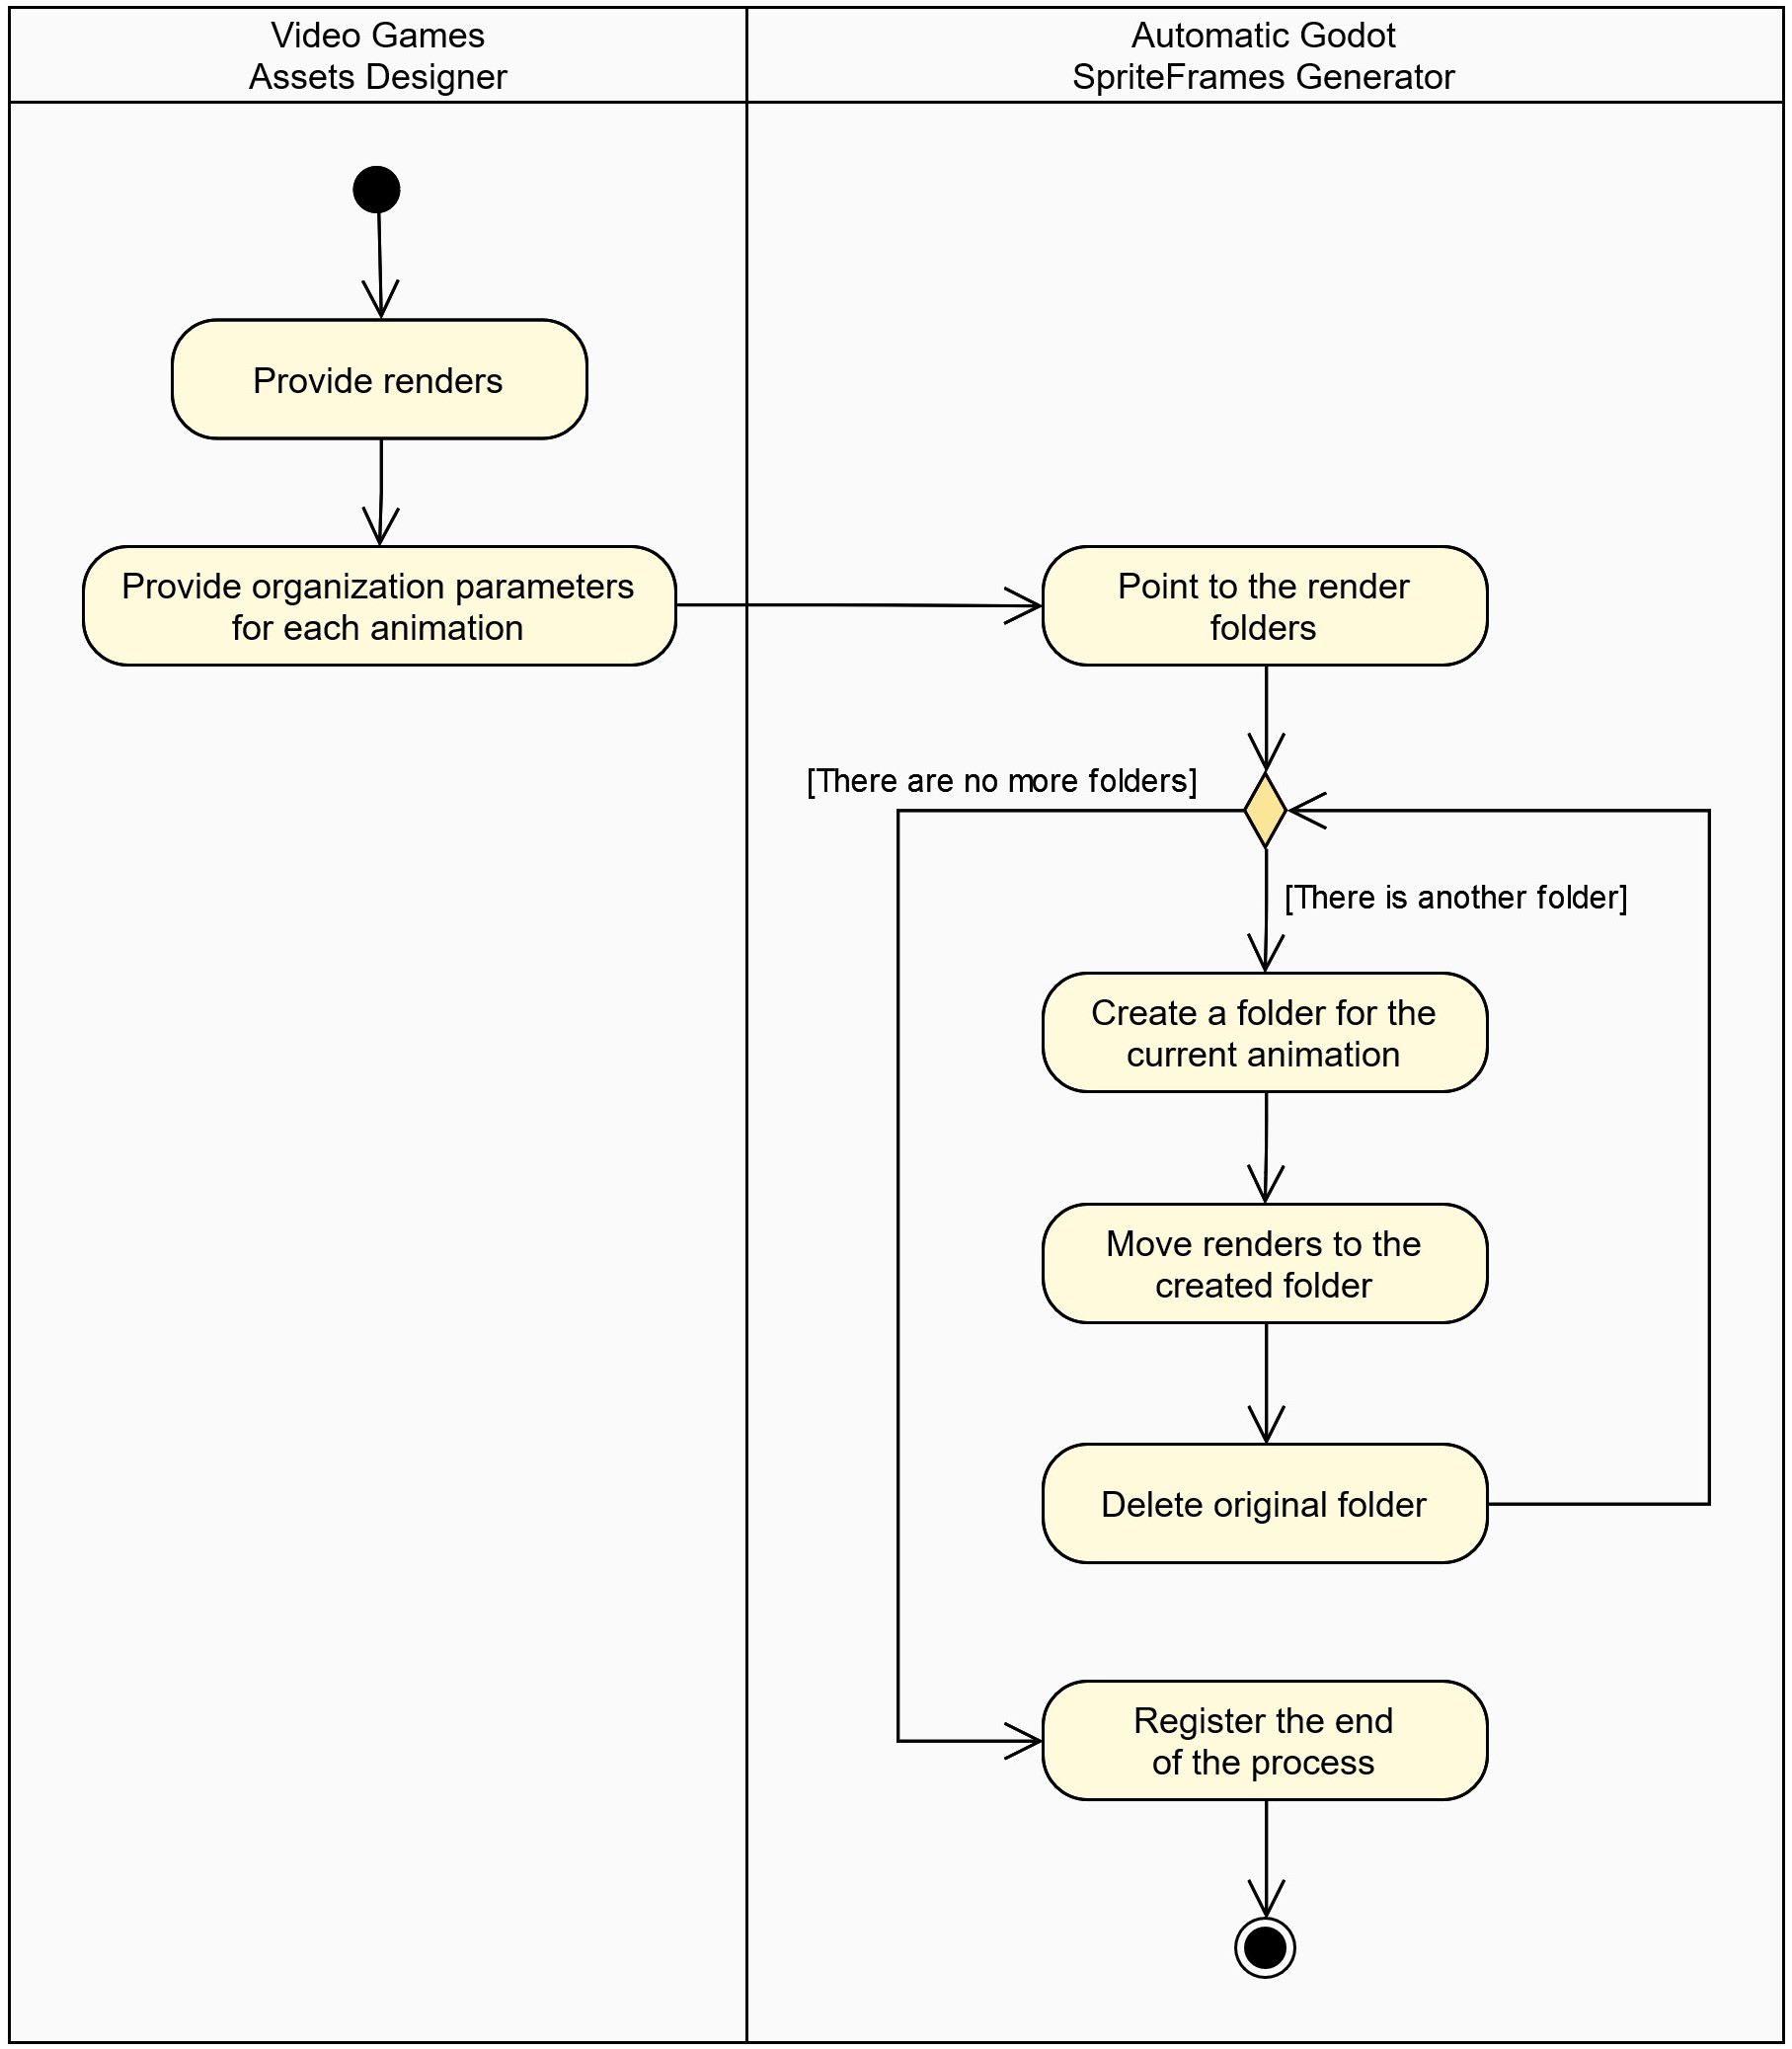 Video Games
Assets Designer
Automatic Godot
SpriteFrames Generator
Provide renders
Provide organization parameters
for each animation
Point to the render
folders
[There are no more folders]
[There is another folder]
Create a folder for the
current animation
Move renders to the
created folder
Delete original folder
Register the end
of the process